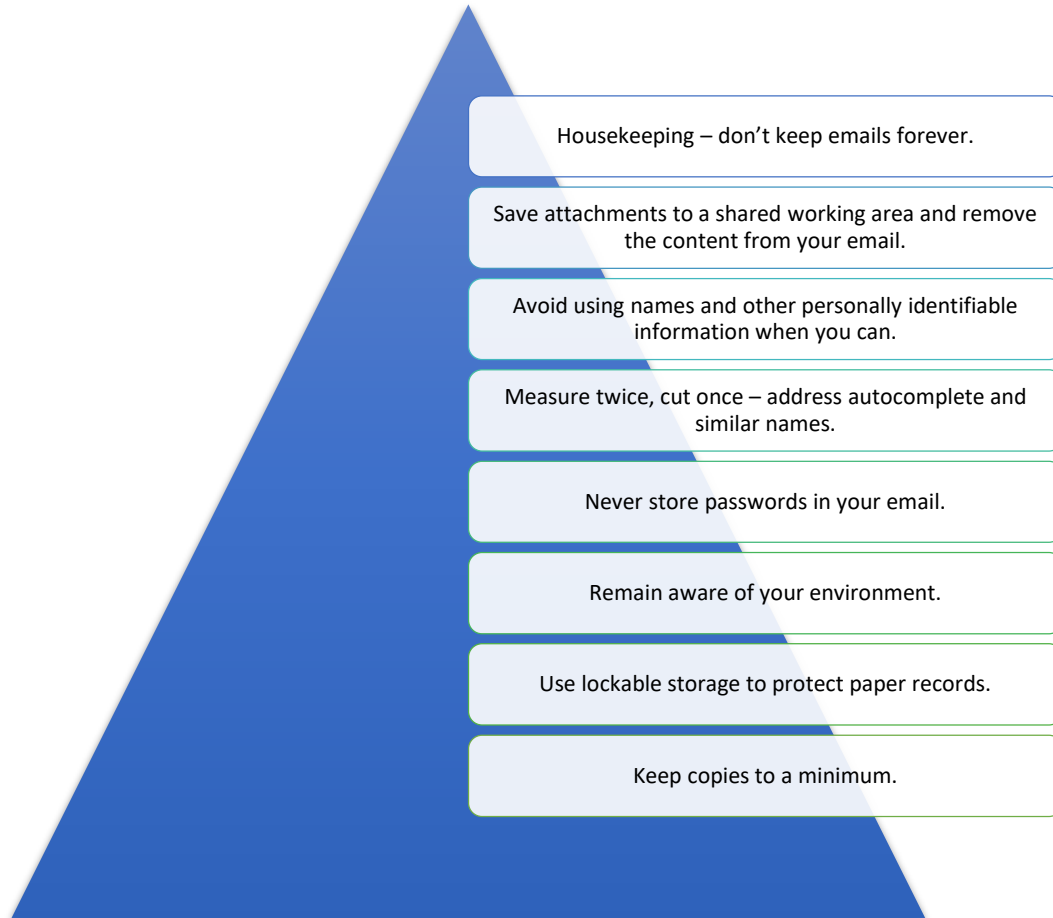 Housekeeping – don’t keep emails forever.
Save attachments to a shared working area and remove
the content from your email.
Avoid using names and other personally identifiable
information when you can.
Measure twice, cut once – address autocomplete and
similar names.
Never store passwords in your email.
Remain aware of your environment.
Use lockable storage to protect paper records.
Keep copies to a minimum.